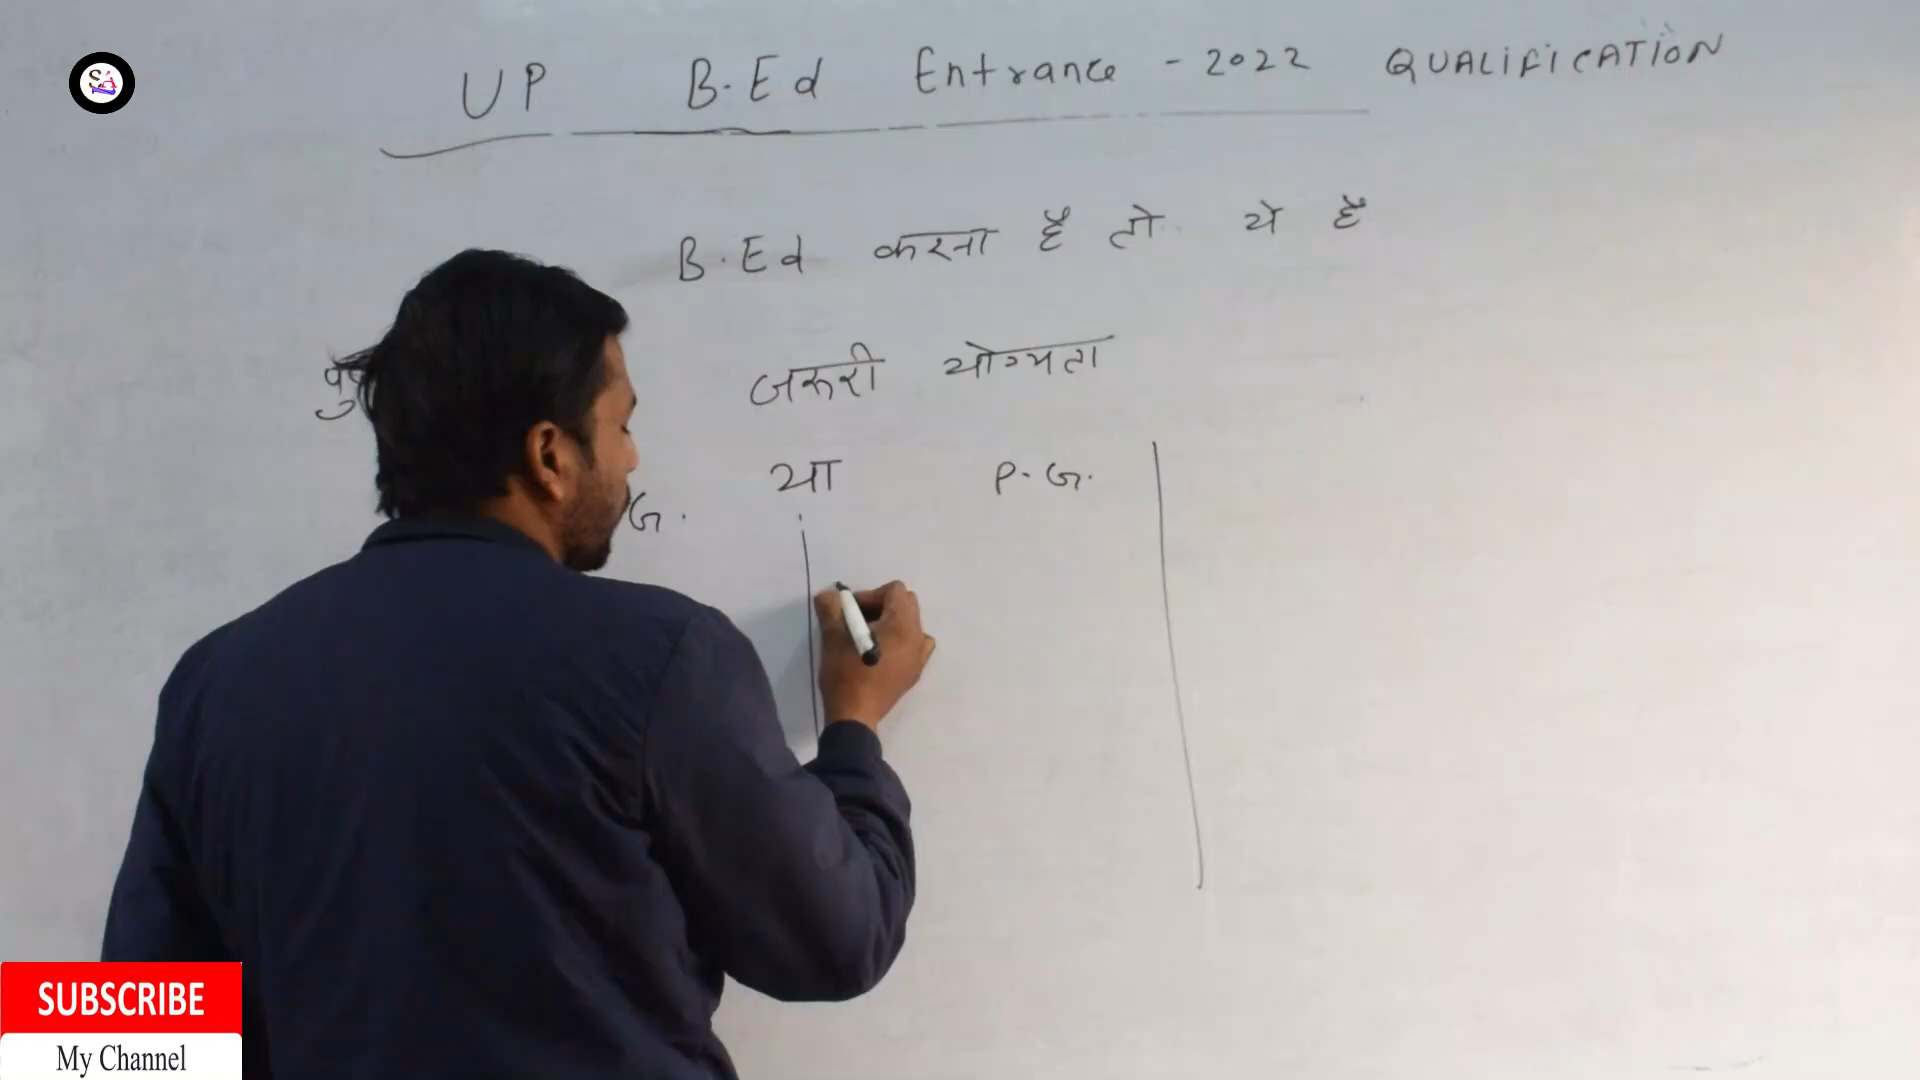 UP B.Ed Entrance - 2022 QUALiFiCATiON
B.Ed करना है तो ये है
जरूरी योग्यता
G. या P.G.
SUBSCRIBE
My Channel